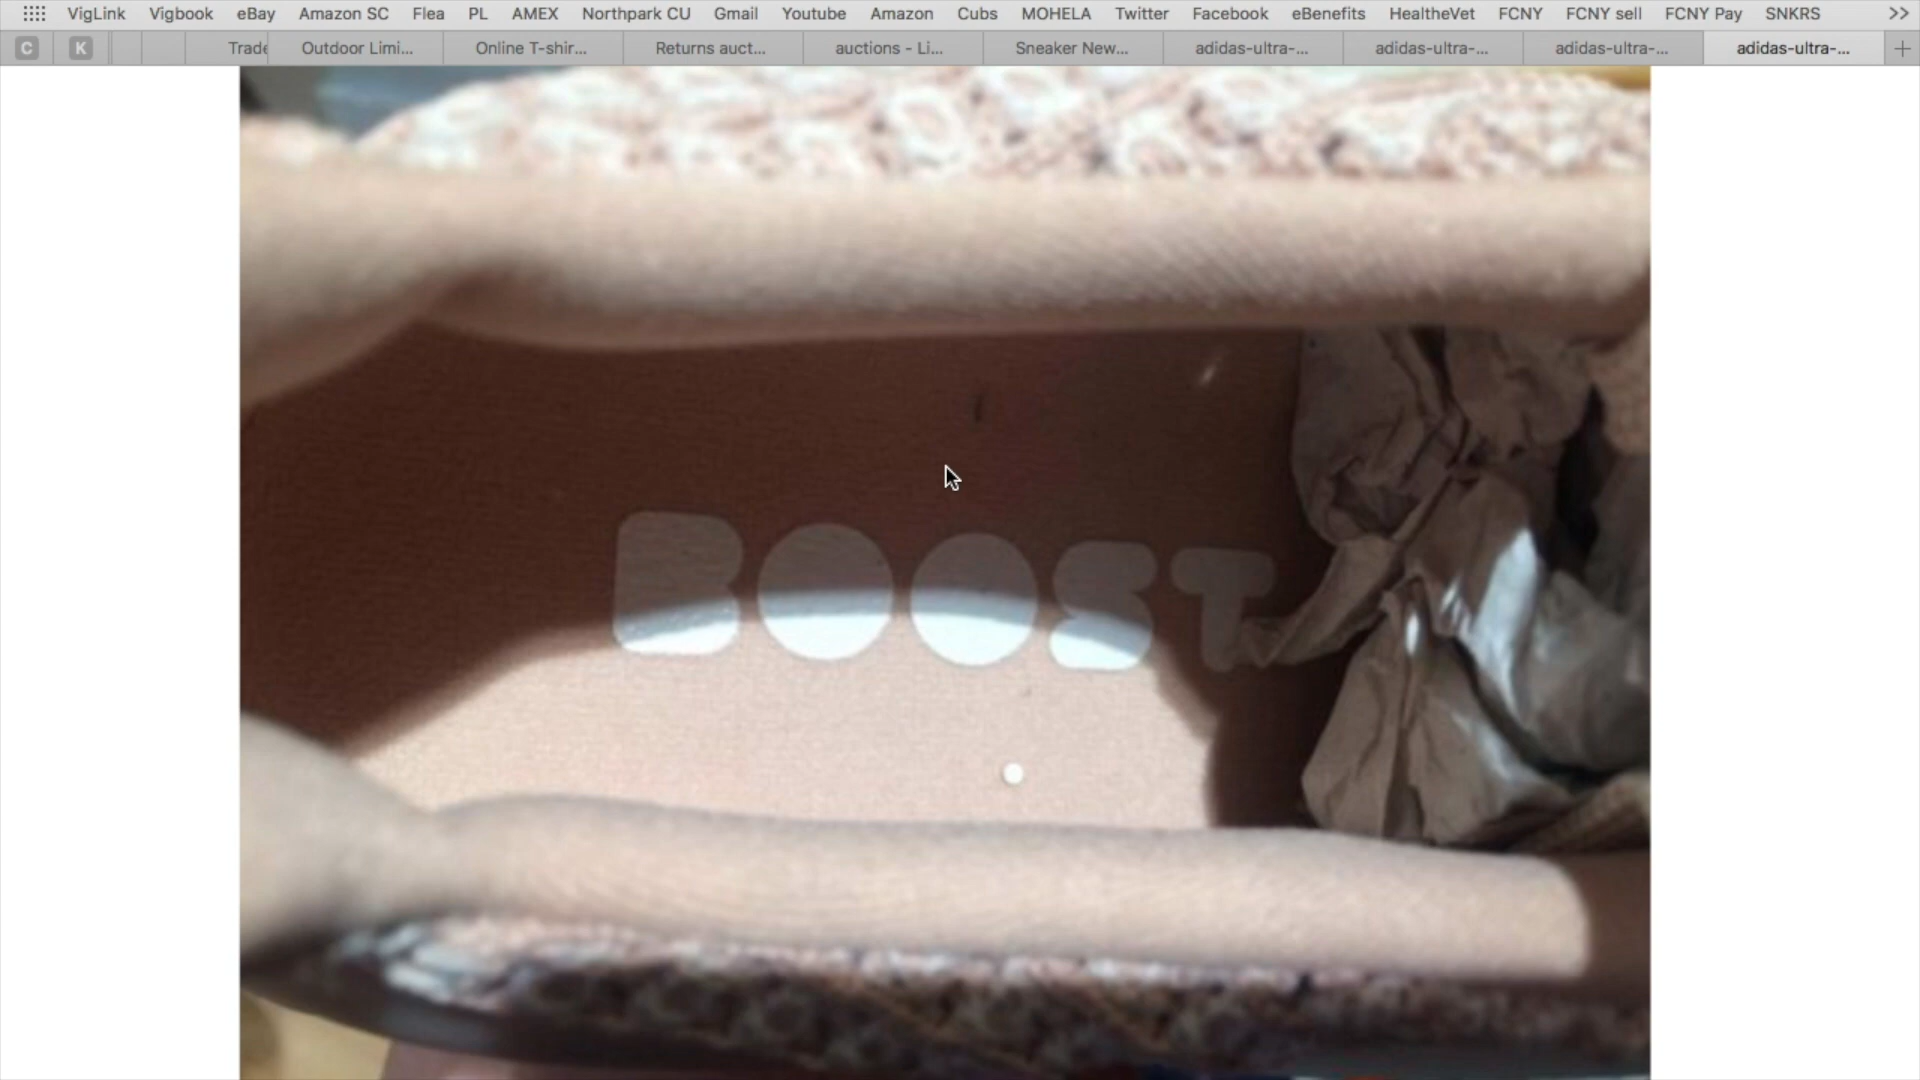 VigLink Vigbook eBay Amazon SC Flea PL AMEX Northpark CU Gmail Youtube Amazon Cubs MOHELA Twitter Facebook eBenefits HealtheVet FCNY FCNY sell FCNY Pay SNKRS >>
C K Trade Outdoor Limi... Online T-shir... Returns auct... auctions - Li... Sneaker New... adidas-ultra-... adidas-ultra-... adidas-ultra-... adidas-ultra-... +
BOOST